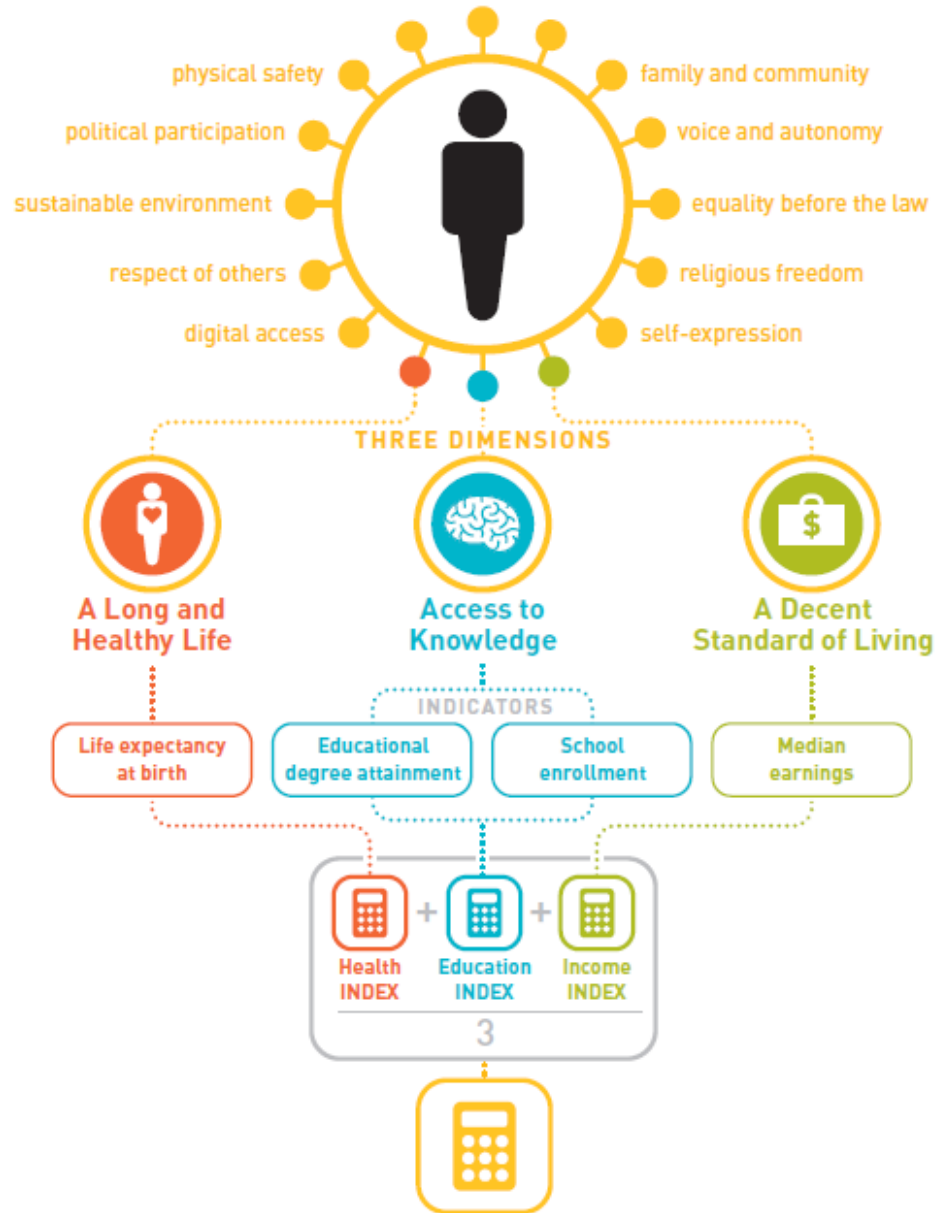 physical safety
family and community
political participation
voice and autonomy
sustainable environment
equality before the law
respect of others
religious freedom
digital access
self-expression
THREE DIMENSIONS
$
A Long and
Healthy Life
Access to
Knowledge
A Decent
Standard of Living
INDICATORS
Life expectancy
at birth
Educational
degree attainment
School
enrollment
Median
earnings
+ +
Health
INDEX
Education
INDEX
Income
INDEX
3